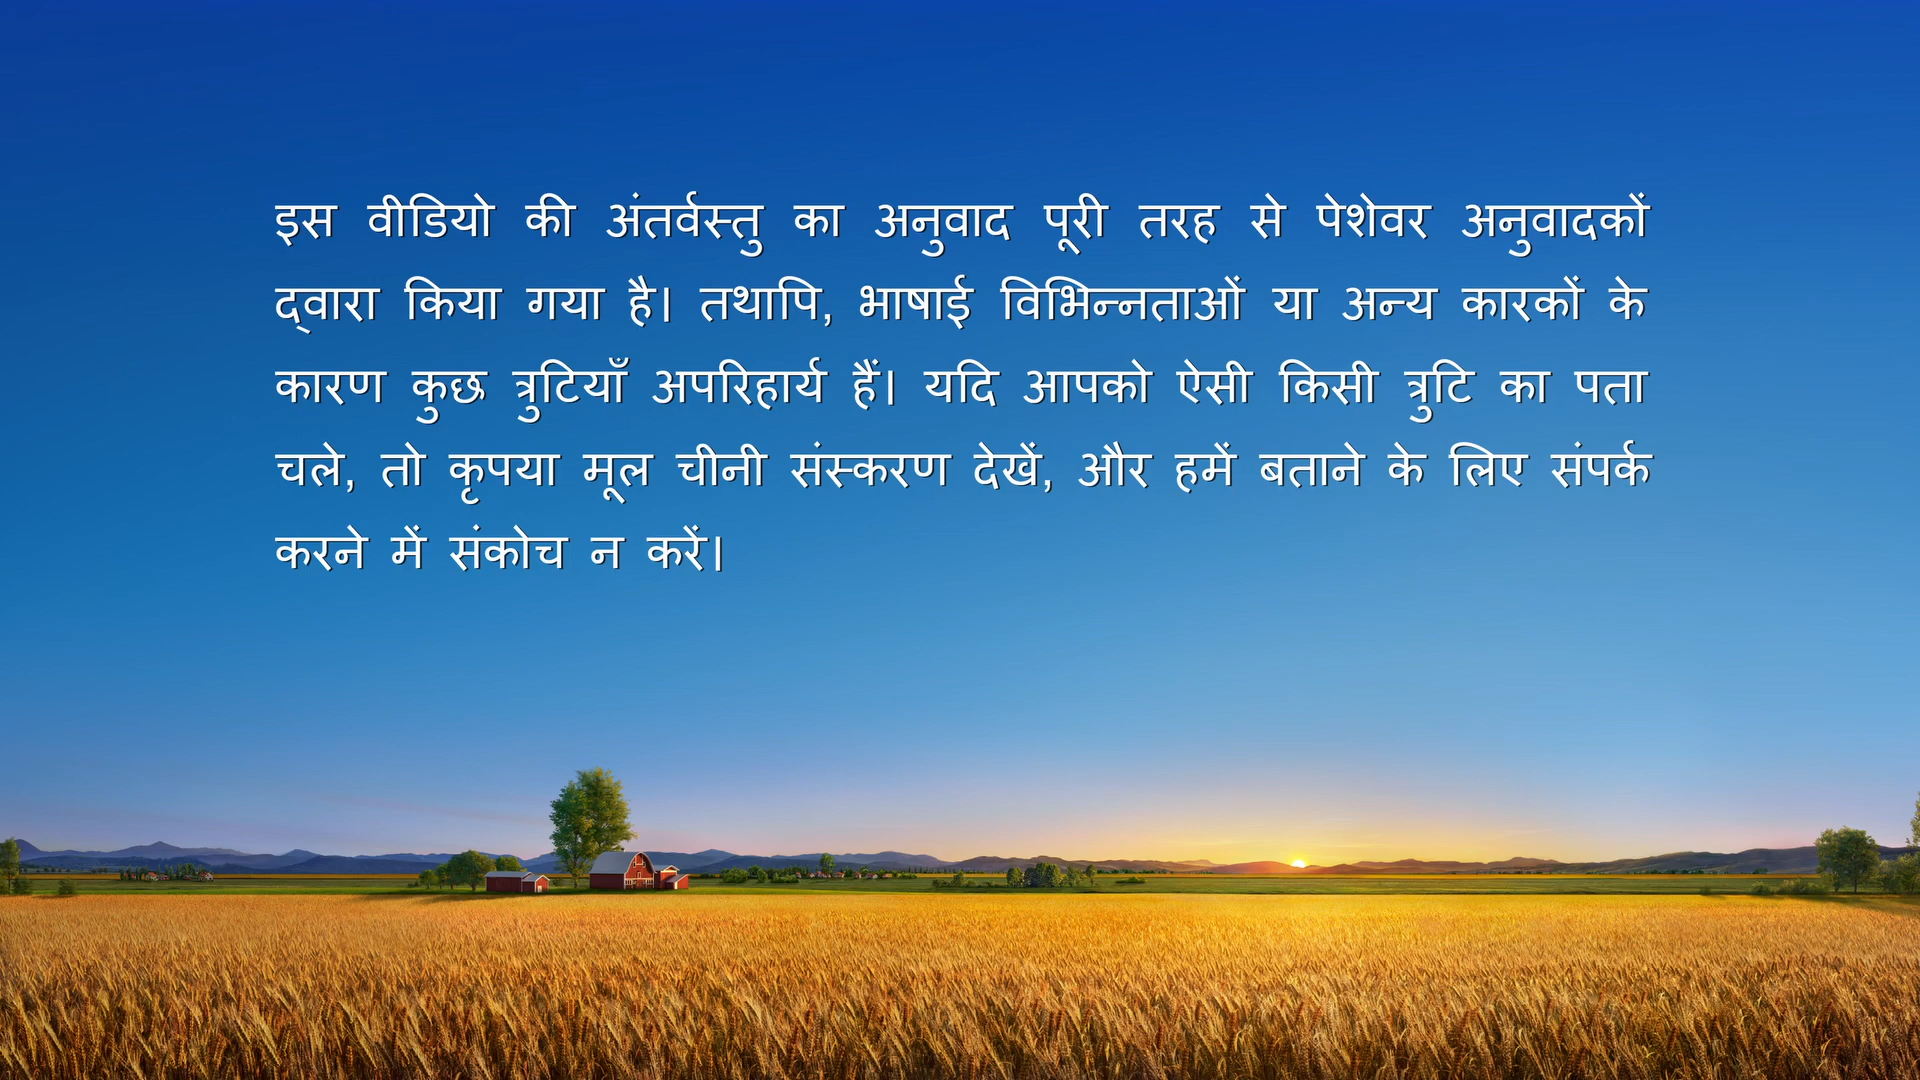 इस वीडियो की अंतर्वस्तु का अनुवाद पूरी तरह से पेशेवर अनुवादकों
द्वारा किया गया है। तथापि, भाषाई विभिन्नताओं या अन्य कारकों के
कारण कुछ त्रुटियाँ अपरिहार्य हैं। यदि आपको ऐसी किसी त्रुटि का पता
चले, तो कृपया मूल चीनी संस्करण देखें, और हमें बताने के लिए संपर्क
करने में संकोच न करें।